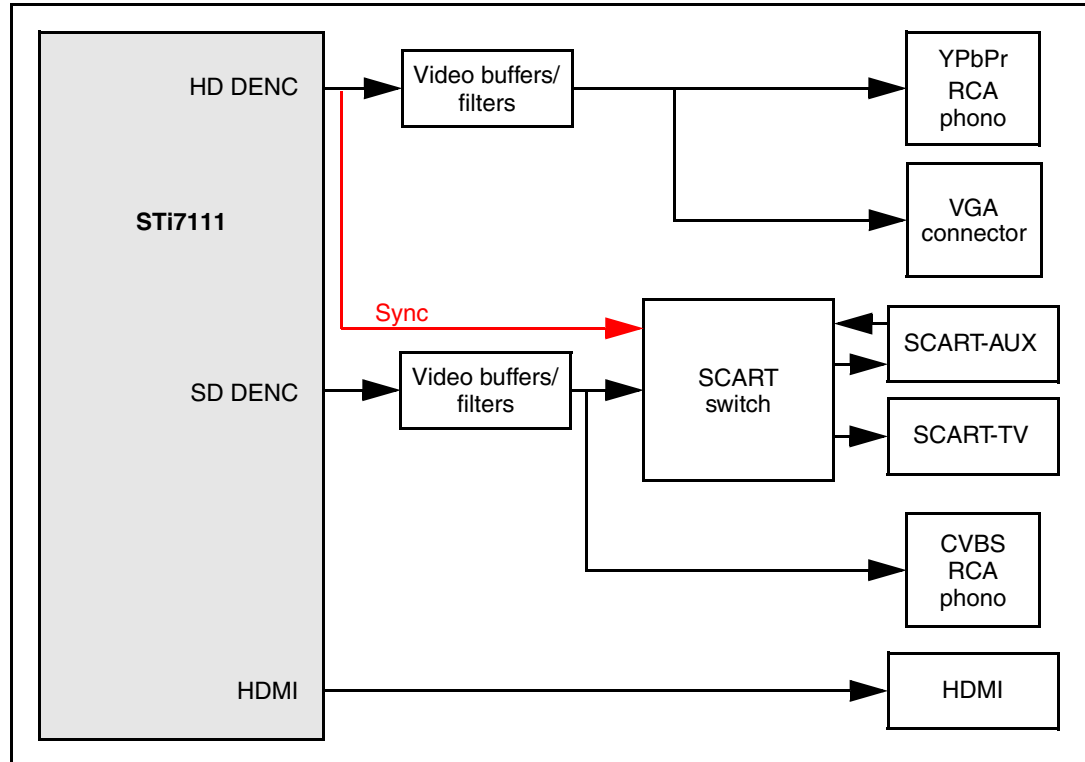 HD DENC
Video buffers/
filters
YPbPr
RCA
phono
STi7111
VGA
connector
Sync
SCART
switch
SCART-AUX
SD DENC
Video buffers/
filters
SCART-TV
CVBS
RCA
phono
HDMI
HDMI